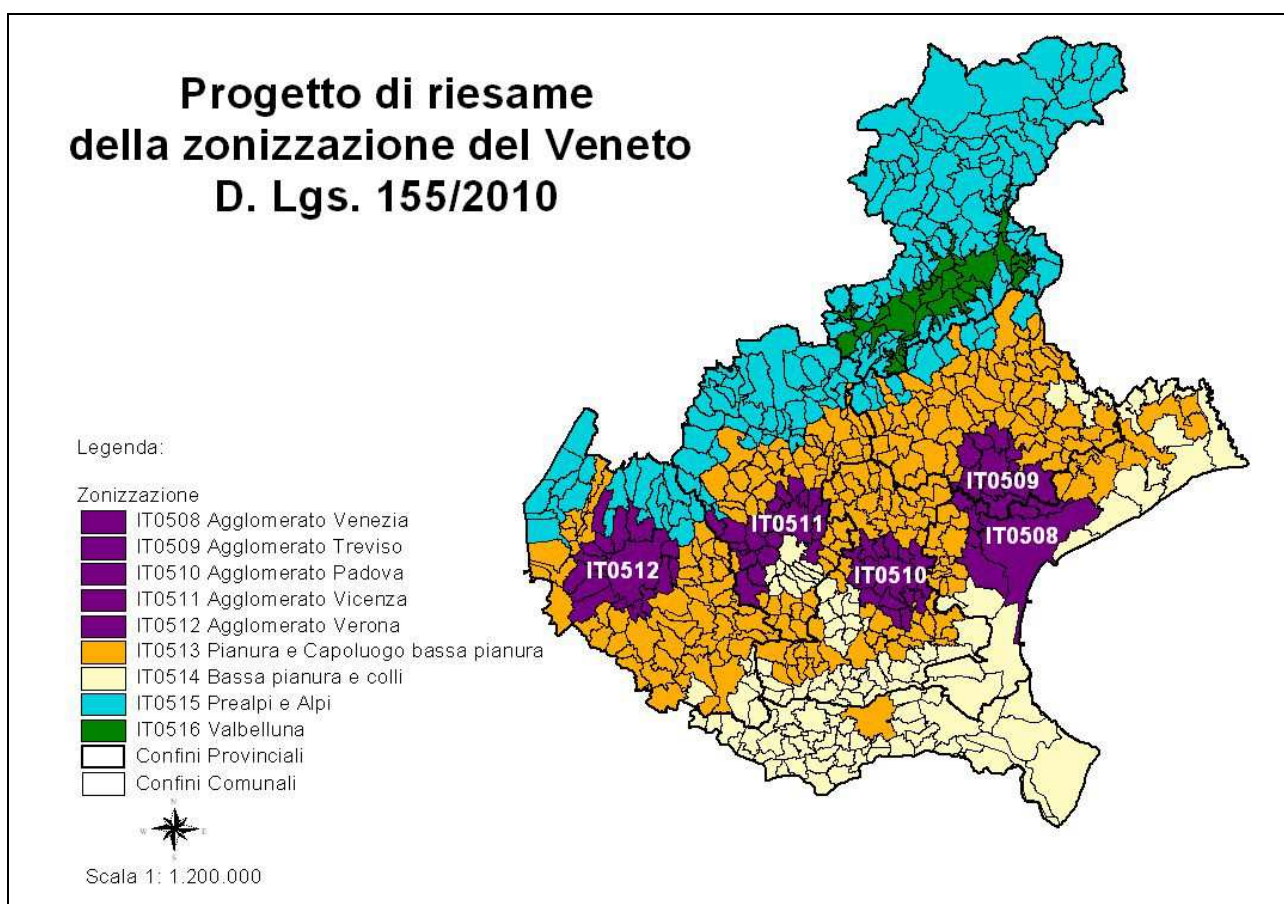 Progetto di riesame
della zonizzazione del Veneto
D. Lgs. 155/2010
Legenda:
Zonizzazione
IT0508 Agglomerato Venezia
IT0509 Agglomerato Treviso
IT0510 Agglomerato Padova
IT0511 Agglomerato Vicenza
IT0512 Agglomerato Verona
IT0513 Pianura e Capoluogo bassa pianura
IT0514 Bassa pianura e colli
IT0515 Prealpi e Alpi
IT0516 Valbelluna
Confini Provinciali
Confini Comunali
N
W E
S
Scala 1: 1.200.000
IT0509
IT0511
IT0508
IT0512
IT0510